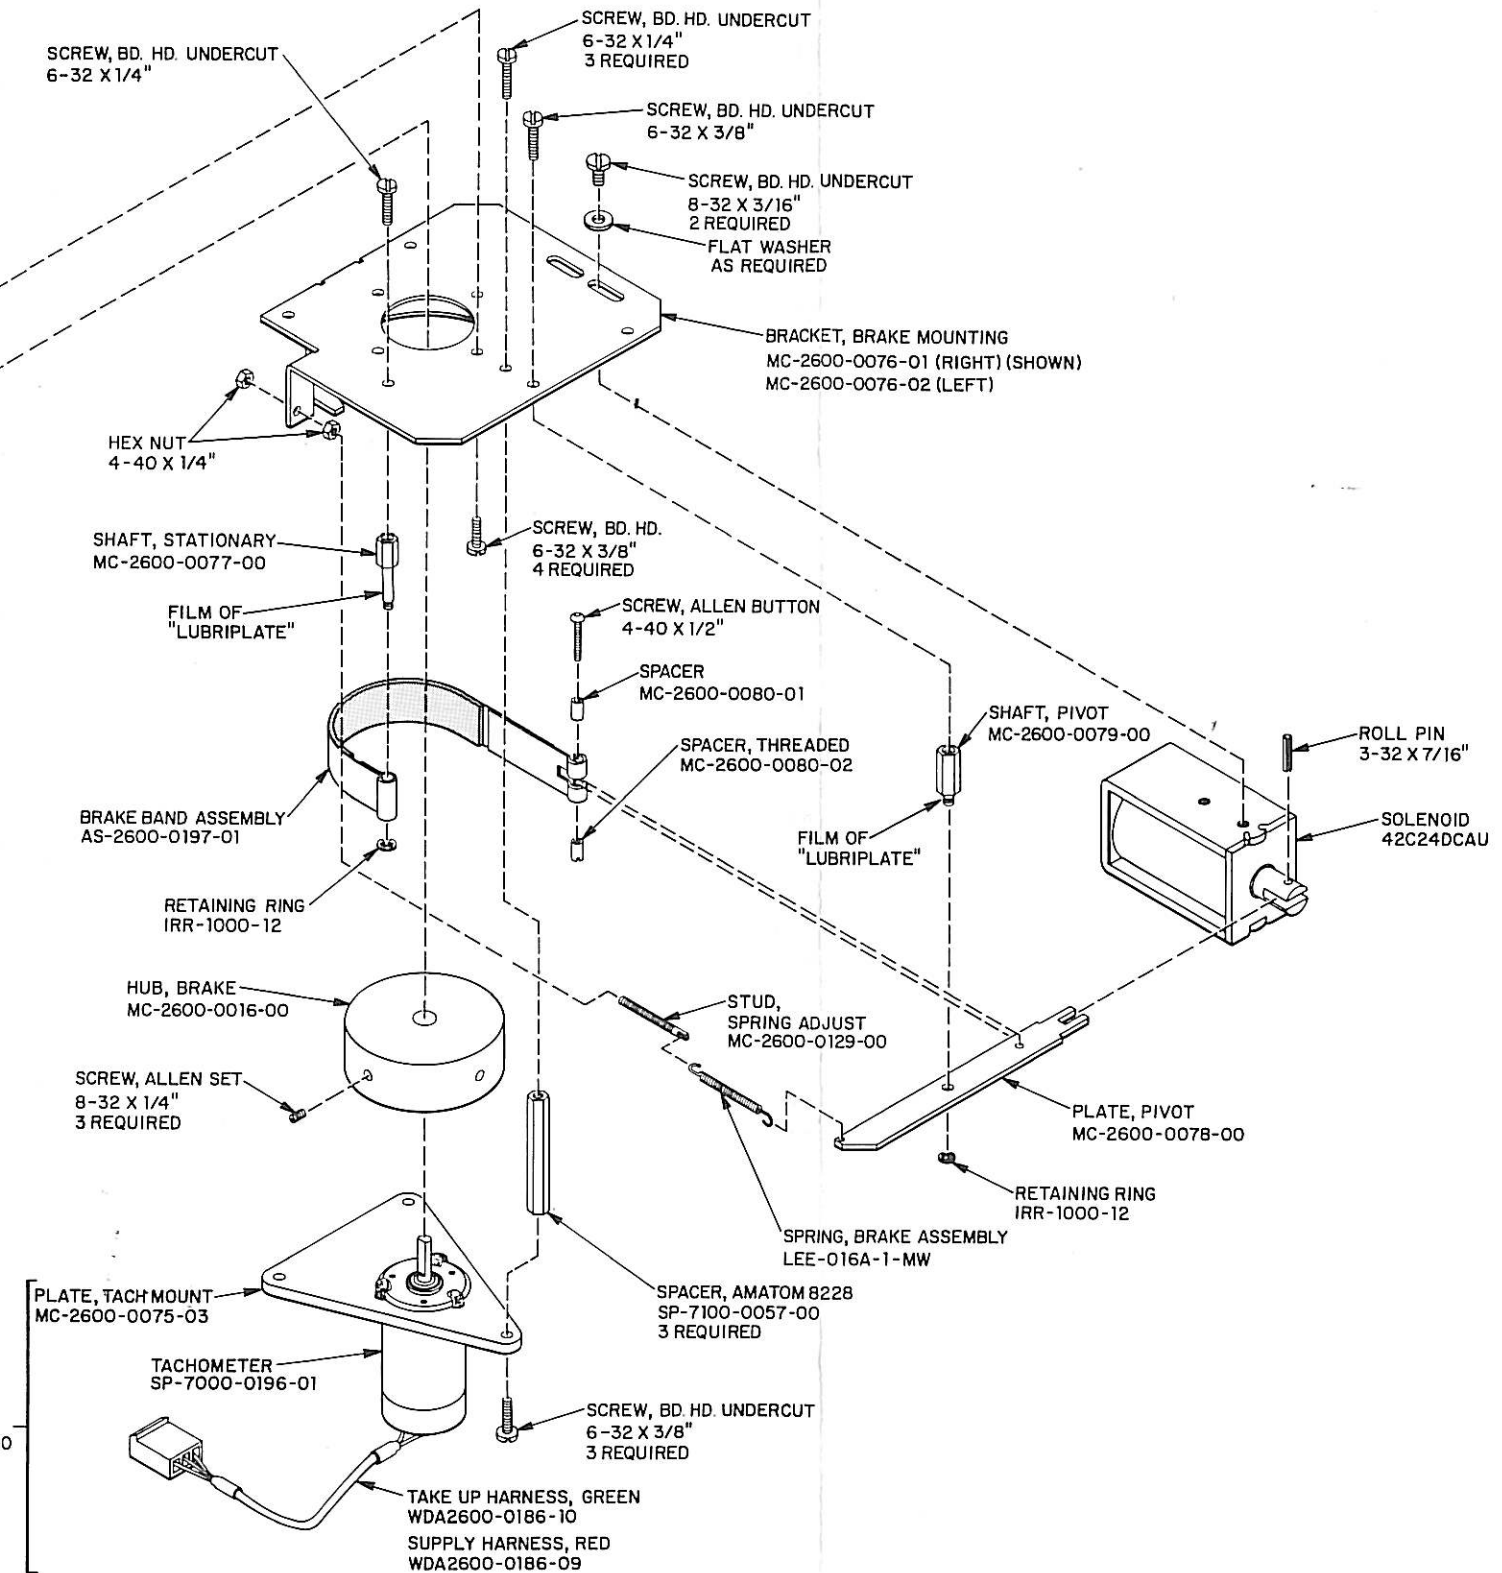 SCREW, BD. HD. UNDERCUT
6-32 X 1/4"
3 REQUIRED
SCREW, BD. HD. UNDERCUT
6-32 X 1/4"
SCREW, BD. HD. UNDERCUT
6-32 X 3/8"
SCREW, BD. HD. UNDERCUT
8-32 X 3/16"
2 REQUIRED
FLAT WASHER
AS REQUIRED
BRACKET, BRAKE MOUNTING
MC-2600-0076-01 (RIGHT) (SHOWN)
MC-2600-0076-02 (LEFT)
HEX NUT
4-40 X 1/4"
SHAFT, STATIONARY
MC-2600-0077-00
SCREW, BD. HD.
6-32 X 3/8"
4 REQUIRED
FILM OF
"LUBRIPLATE"
SCREW, ALLEN BUTTON
4-40 X 1/2"
SPACER
MC-2600-0080-01
SHAFT, PIVOT
MC-2600-0079-00
ROLL PIN
3-32 X 7/16"
SPACER, THREADED
MC-2600-0080-02
BRAKE BAND ASSEMBLY
AS-2600-0197-01
FILM OF
"LUBRIPLATE"
SOLENOID
42C24DCAU
RETAINING RING
IRR-1000-12
HUB, BRAKE
MC-2600-0016-00
STUD,
SPRING ADJUST
MC-2600-0129-00
SCREW, ALLEN SET
8-32 X 1/4"
3 REQUIRED
PLATE, PIVOT
MC-2600-0078-00
RETAINING RING
IRR-1000-12
SPRING, BRAKE ASSEMBLY
LEE-016A-1-MW
PLATE, TACH MOUNT
MC-2600-0075-03
SPACER, AMATOM 8228
SP-7100-0057-00
3 REQUIRED
TACHOMETER
SP-7000-0196-01
SCREW, BD. HD. UNDERCUT
6-32 X 3/8"
3 REQUIRED
0
TAKE UP HARNESS, GREEN
WDA2600-0186-10
SUPPLY HARNESS, RED
WDA2600-0186-09